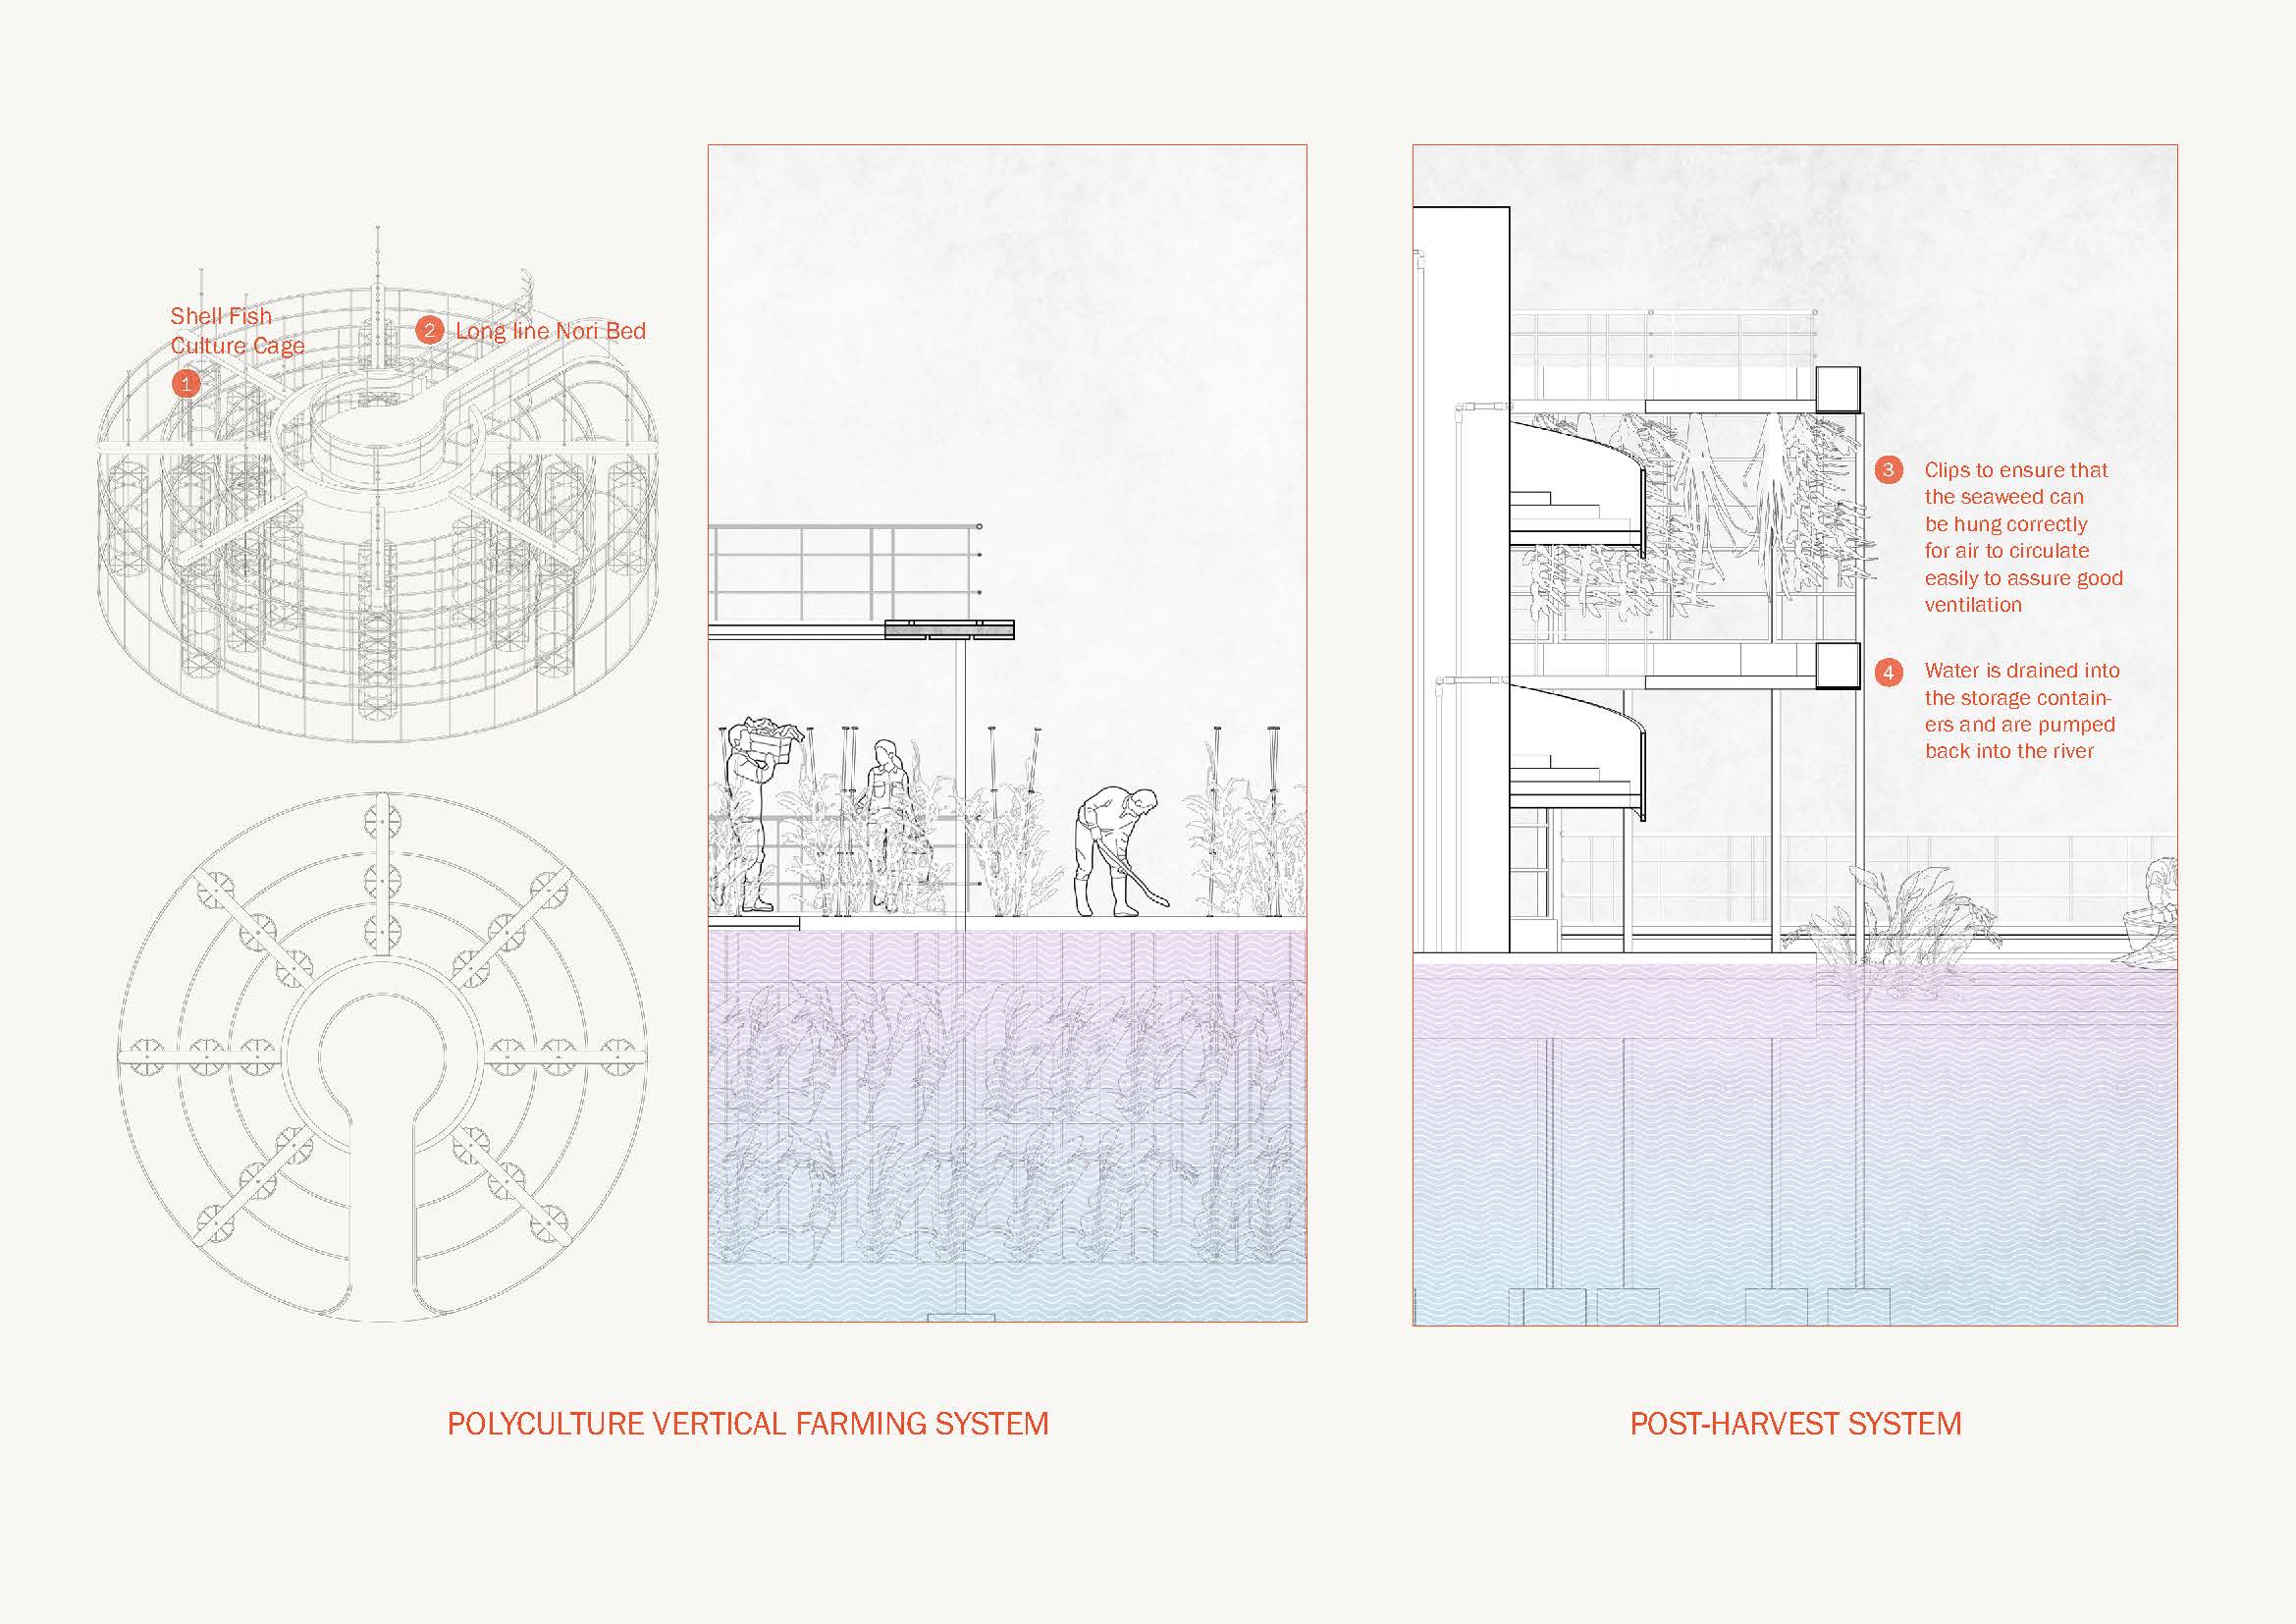 Shell Fish
Culture Cage
1
2 Long line Nori Bed
3 Clips to ensure that
the seaweed can
be hung correctly
for air to circulate
easily to assure good
ventilation
4 Water is drained into
the storage contain-
ers and are pumped
back into the river
POLYCULTURE VERTICAL FARMING SYSTEM
POST-HARVEST SYSTEM